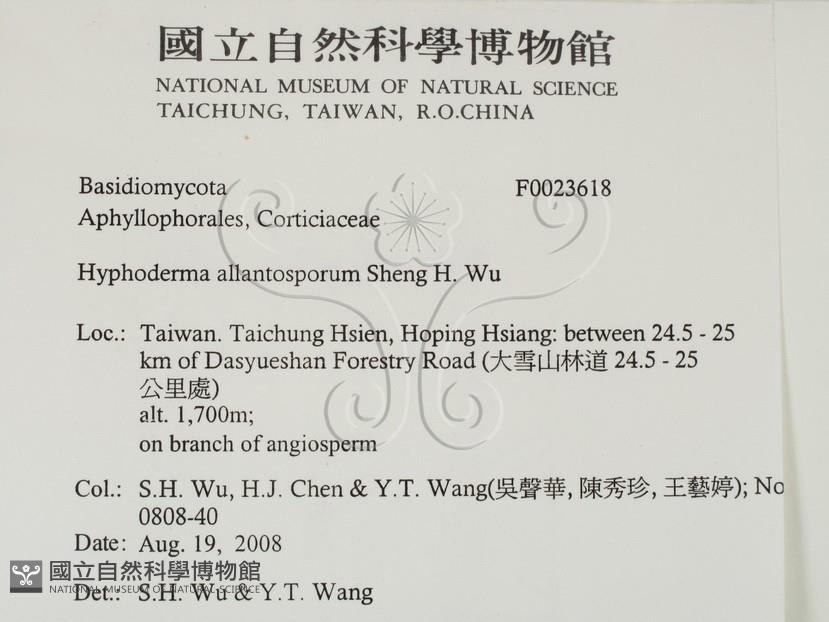 國立自然科學博物館
NATIONAL MUSEUM OF NATURAL SCIENCE
TAICHUNG, TAIWAN, R.O.CHINA
Basidiomycota F0023618
Aphyllophorales, Corticiaceae
Hyphoderma allantosporum Sheng H. Wu
Loc.: Taiwan. Taichung Hsien, Hoping Hsiang: between 24.5 - 25
km of Dasyueshan Forestry Road (大雪山林道 24.5 - 25
公里處)
alt. 1,700m;
on branch of angiosperm
Col.: S.H. Wu, H.J. Chen & Y.T. Wang(吳聲華, 陳秀珍, 王藝婷); No
0808-40
Date: Aug. 19, 2008
國立自然科學博物館
NATIONAL MUSEUM OF NATURAL SCIENCE
Det.: S.H. Wu & Y.T. Wang